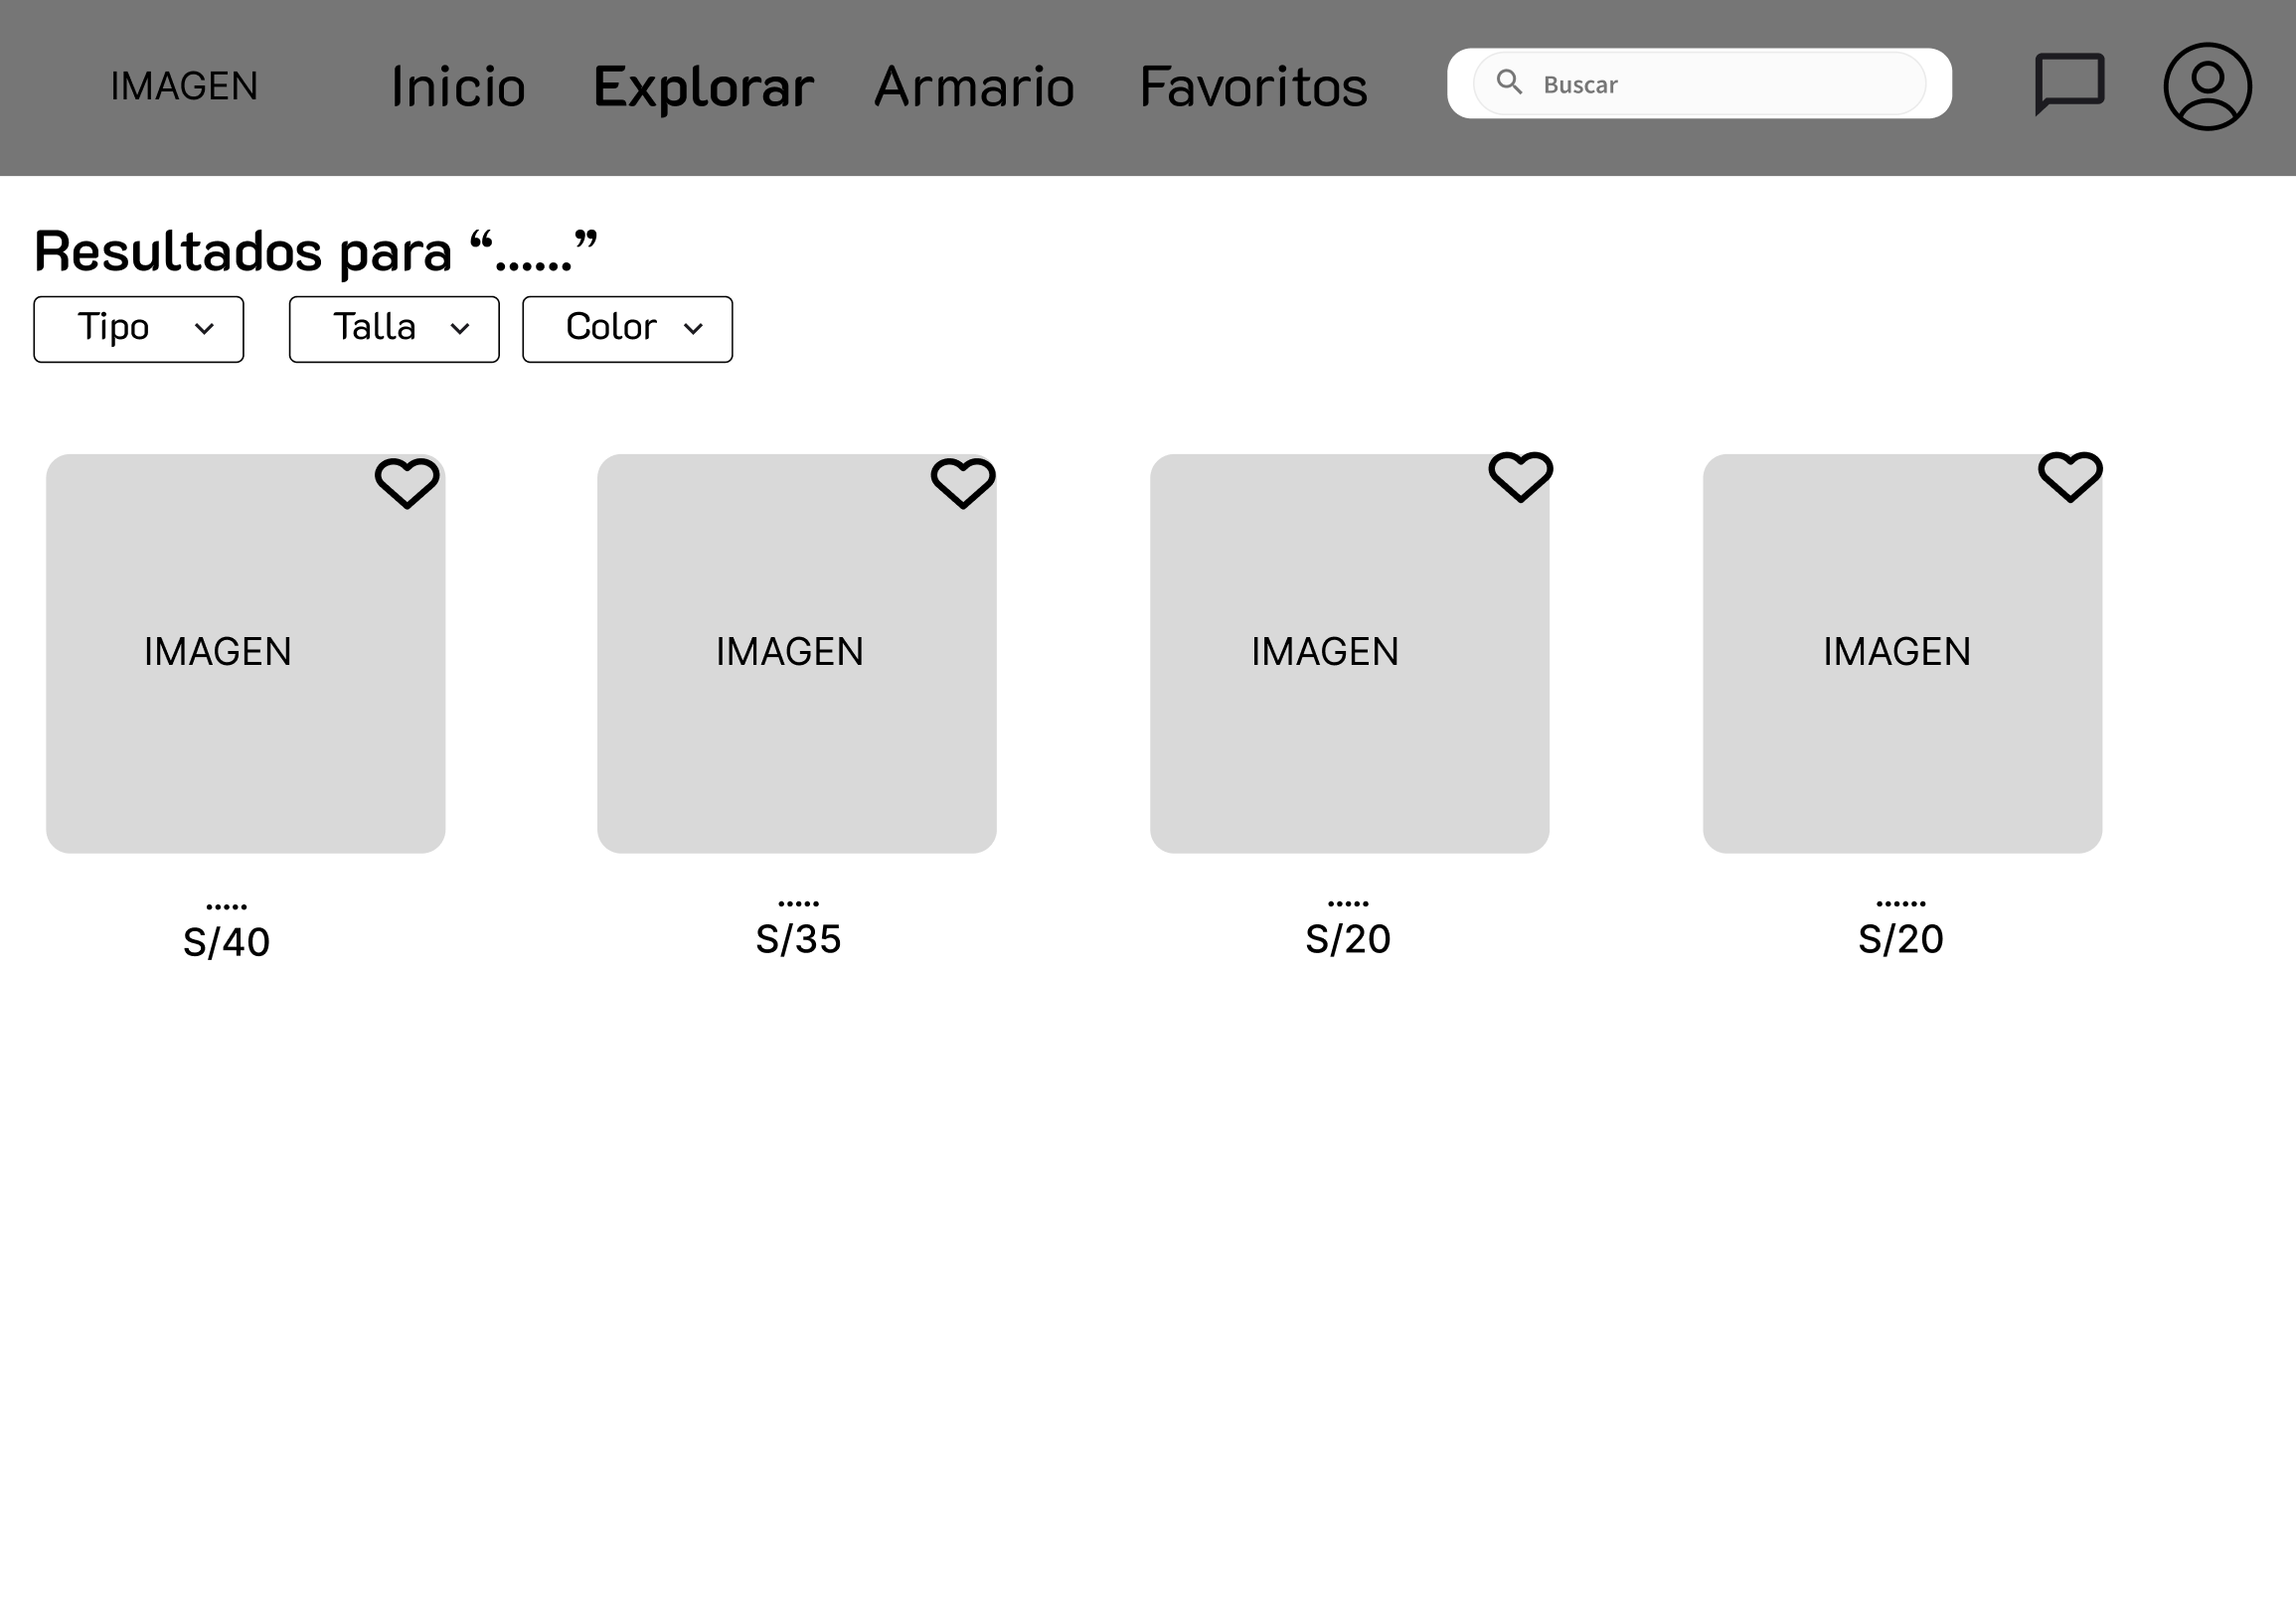 IMAGEN Inicio Explorar Armario Favoritos Buscar
Resultados para “......”
Tipo Talla Color
IMAGEN IMAGEN IMAGEN IMAGEN
..... ..... ..... ......
S/40 S/35 S/20 S/20